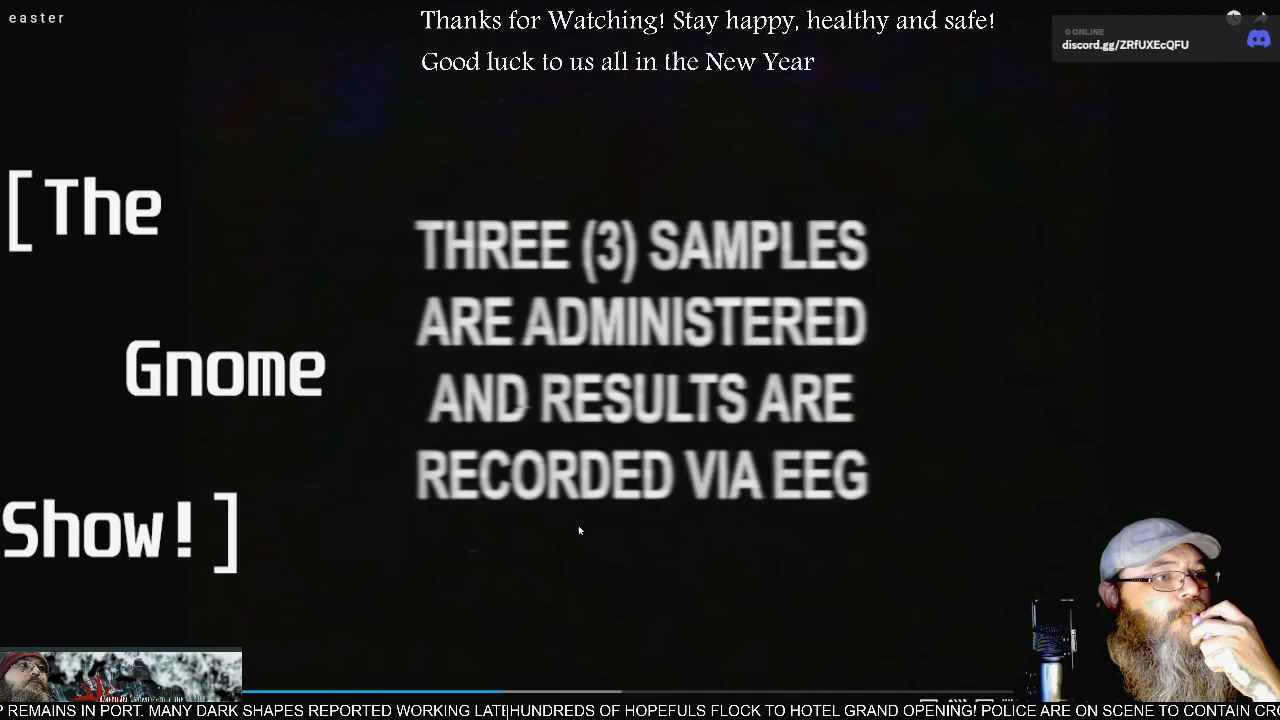 easter
Thanks for Watching! Stay happy, healthy and safe!
Good luck to us all in the New Year
0 ONLINE
discord.gg/ZRfUXEcQFU
[The
Gnome
Show!]
THREE (3) SAMPLES
ARE ADMINISTERED
AND RESULTS ARE
RECORDED VIA EEG
P REMAINS IN PORT. MANY DARK SHAPES REPORTED WORKING LATE HUNDREDS OF HOPEFULS FLOCK TO HOTEL GRAND OPENING! POLICE ARE ON SCENE TO CONTAIN CRO